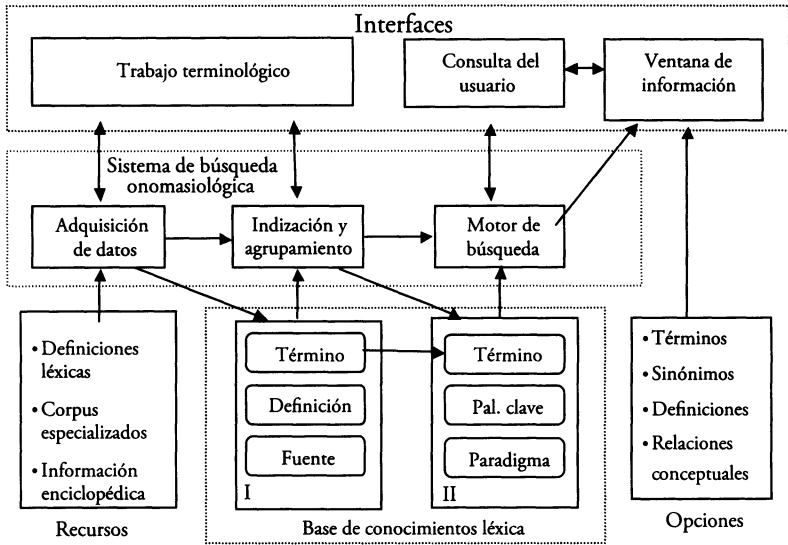 Interfaces
Trabajo terminológico
Consulta del
usuario
Ventana de
información
Sistema de búsqueda
onomasiológica
Adquisición
de datos
Indización y
agrupamiento
Motor de
búsqueda
• Definiciones
léxicas
• Corpus
especializados
• Información
enciclopédica
Recursos
Término
Definición
Fuente
I
Término
Pal. clave
Paradigma
II
Base de conocimientos léxica
• Términos
• Sinónimos
• Definiciones
• Relaciones
conceptuales
Opciones